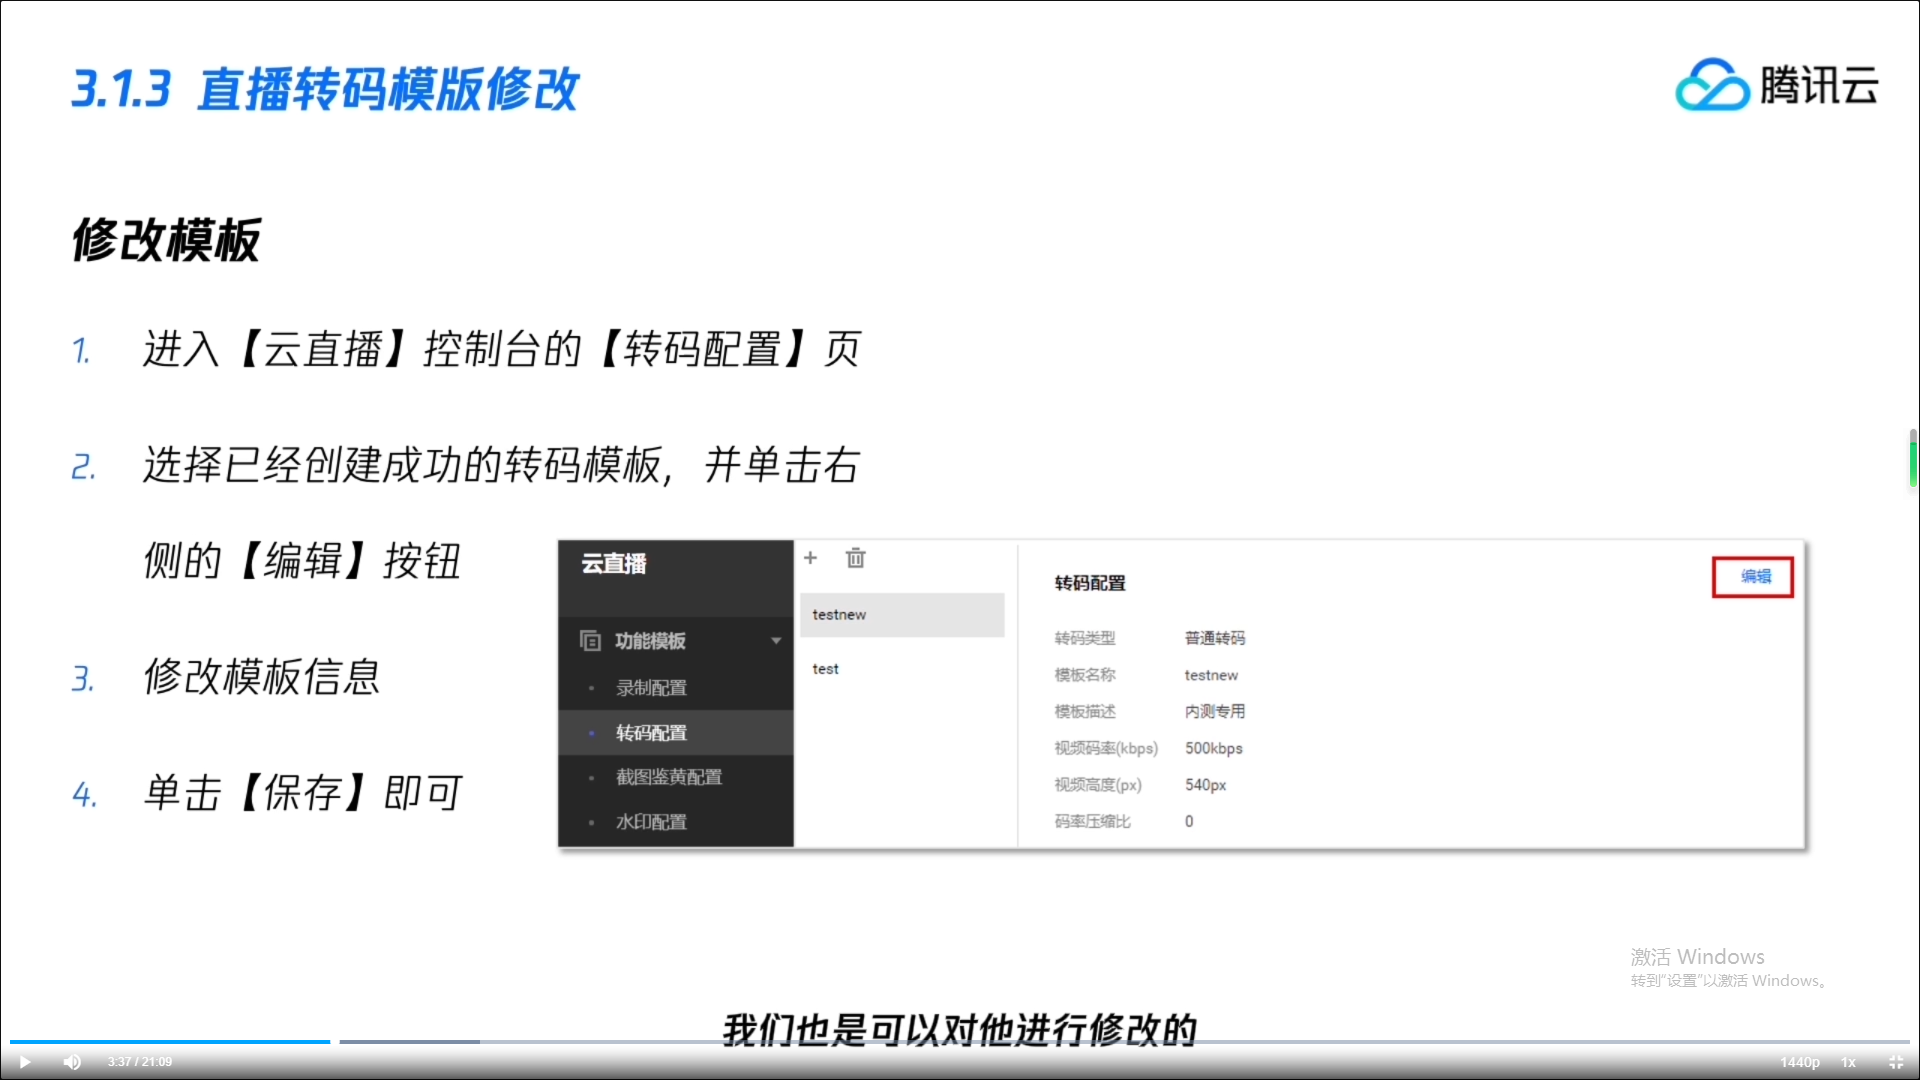 3.1.3 直播转码模版修改
腾讯云
修改模板
1. 进入【云直播】控制台的【转码配置】页
2. 选择已经创建成功的转码模板，并单击右
侧的【编辑】按钮
3. 修改模板信息
4. 单击【保存】即可
云直播
功能模板
录制配置
转码配置
截图鉴黄配置
水印配置
+
testnew
test
转码配置
编辑
转码类型 普通转码
模板名称 testnew
模板描述 内测专用
视频码率(kbps) 500kbps
视频高度(px) 540px
码率压缩比 0
激活 Windows
转到“设置”以激活 Windows。
我们也是可以对他进行修改的
3:37 / 21:09
1440p 1x